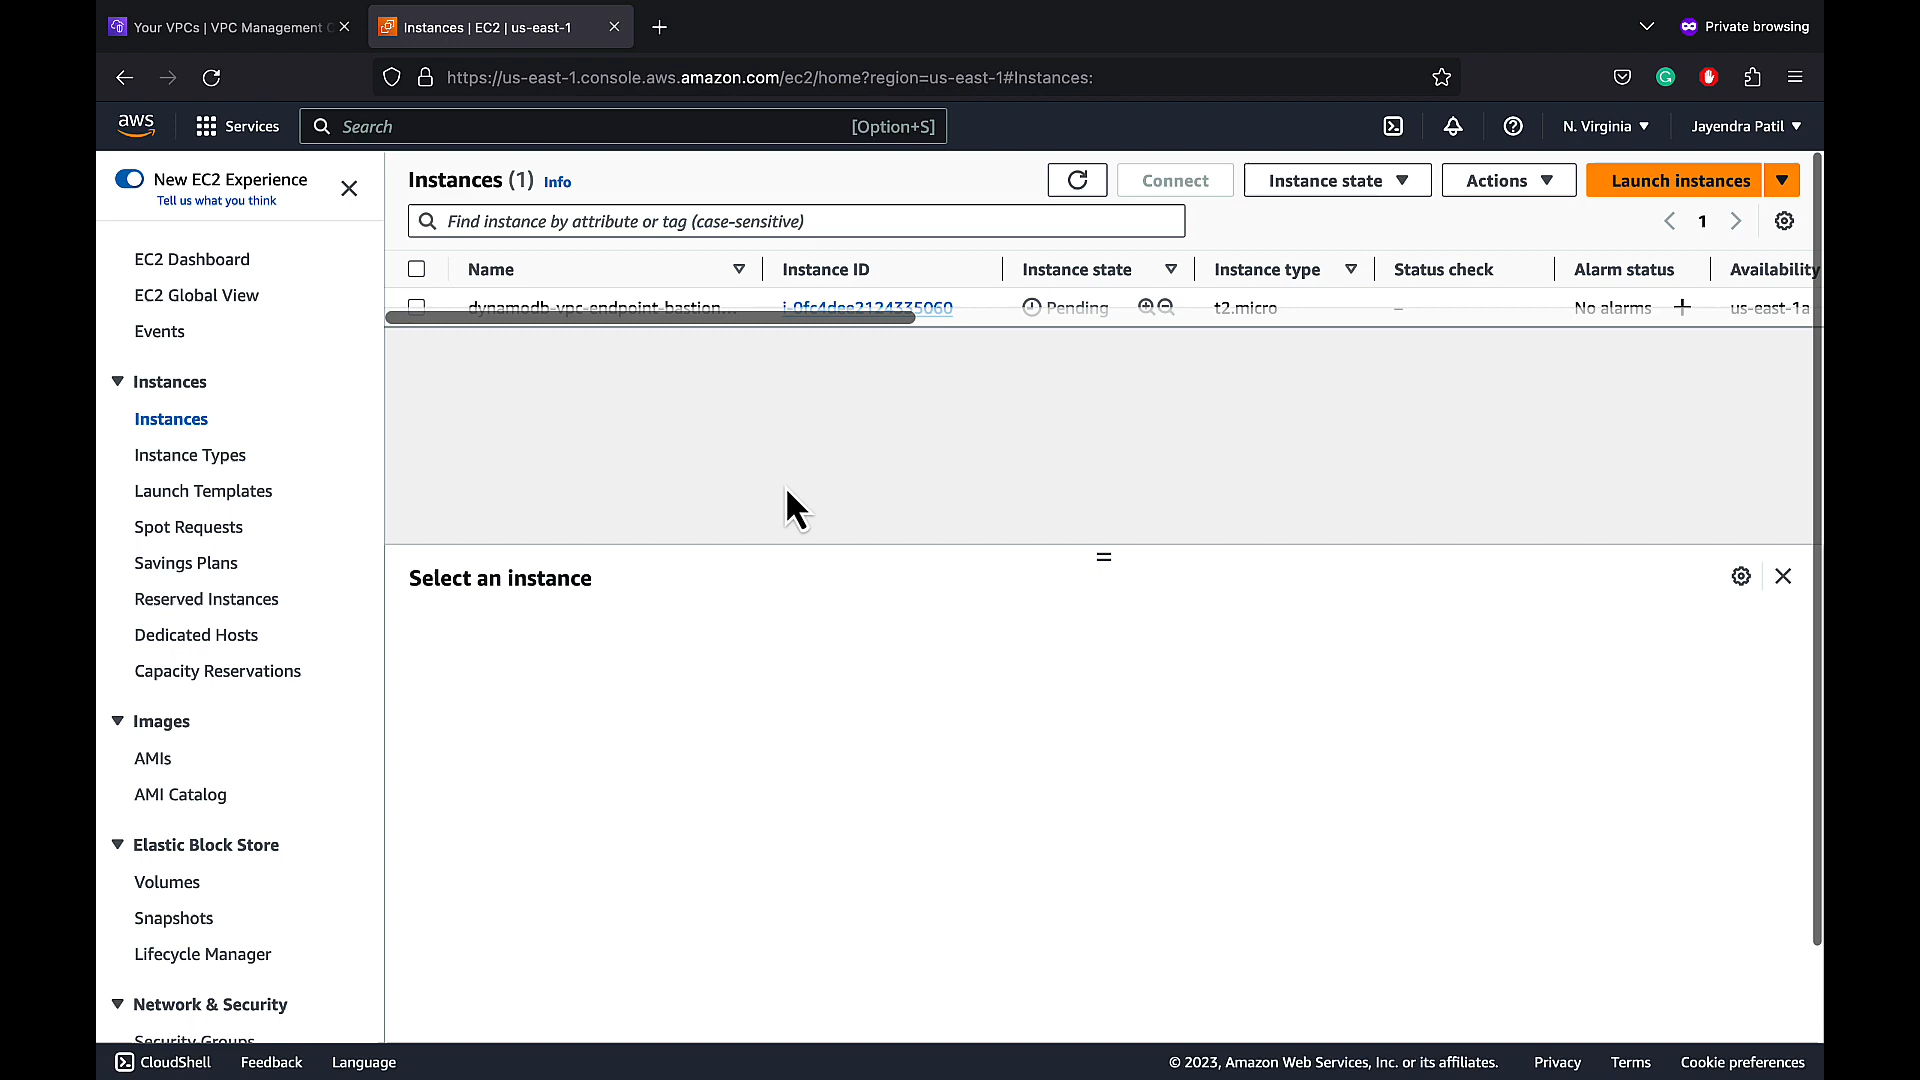 Your VPCs | VPC Management C
Instances | EC2 | us-east-1
Private browsing
https://us-east-1.console.aws.amazon.com/ec2/home?region=us-east-1#Instances:
aws
Services
Search
[Option+S]
N. Virginia
Jayendra Patil
New EC2 Experience
Tell us what you think
EC2 Dashboard
EC2 Global View
Events
Instances
Instances
Instance Types
Launch Templates
Spot Requests
Savings Plans
Reserved Instances
Dedicated Hosts
Capacity Reservations
Images
AMIs
AMI Catalog
Elastic Block Store
Volumes
Snapshots
Lifecycle Manager
Network & Security
Security Groups
Instances (1) Info
Connect
Instance state
Actions
Launch instances
Find instance by attribute or tag (case-sensitive)
1
Name Instance ID Instance state Instance type Status check Alarm status Availability
dynamodb-vpc-endpoint-bastion... i-0fc4dee2124335060 Pending t2.micro – No alarms + us-east-1a
Select an instance
CloudShell Feedback Language © 2023, Amazon Web Services, Inc. or its affiliates. Privacy Terms Cookie preferences